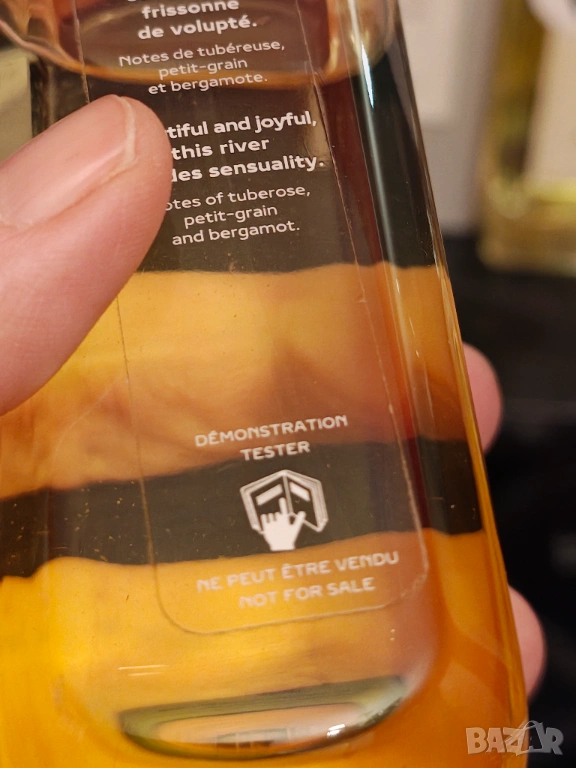 frissonne
de volupté.
Notes de tubéreuse,
petit-grain
et bergamote.
tiful and joyful,
this river
des sensuality.
otes of tuberose,
petit-grain
and bergamot.
DÉMONSTRATION
TESTER
NE PEUT ÊTRE VENDU
NOT FOR SALE
BAZAR